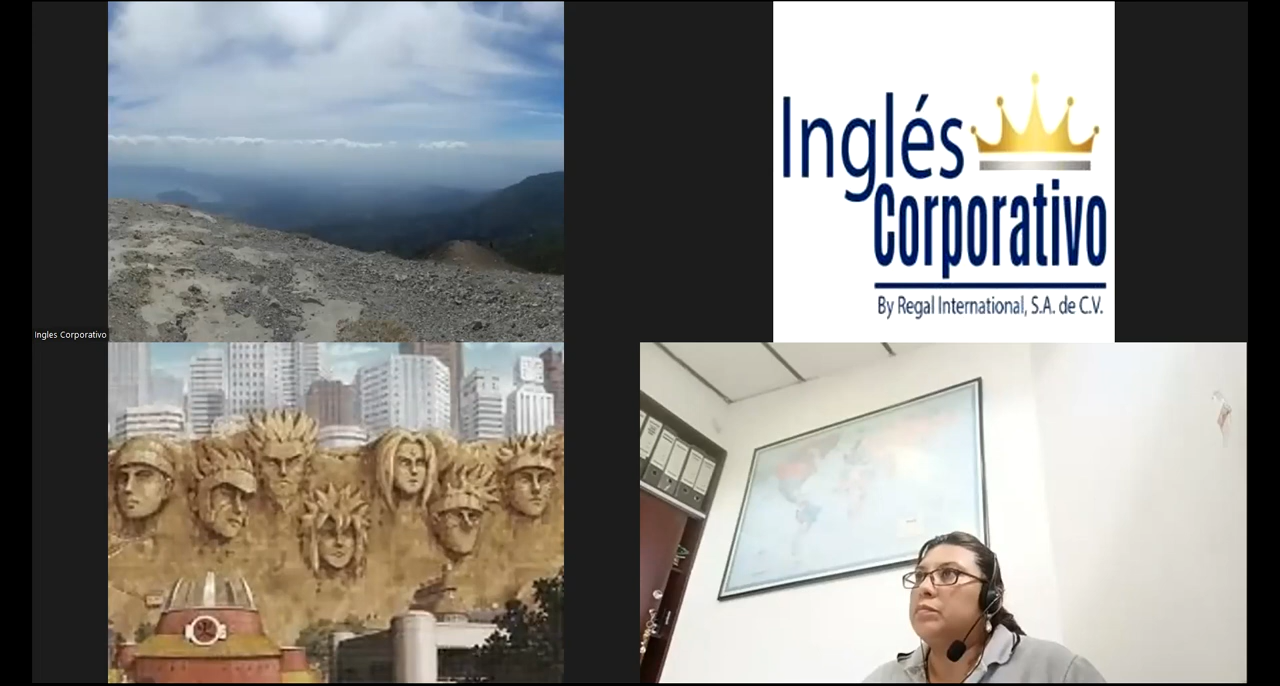 Inglés
Corporativo
By Regal International, S.A. de C.V.
Ingles Corporativo